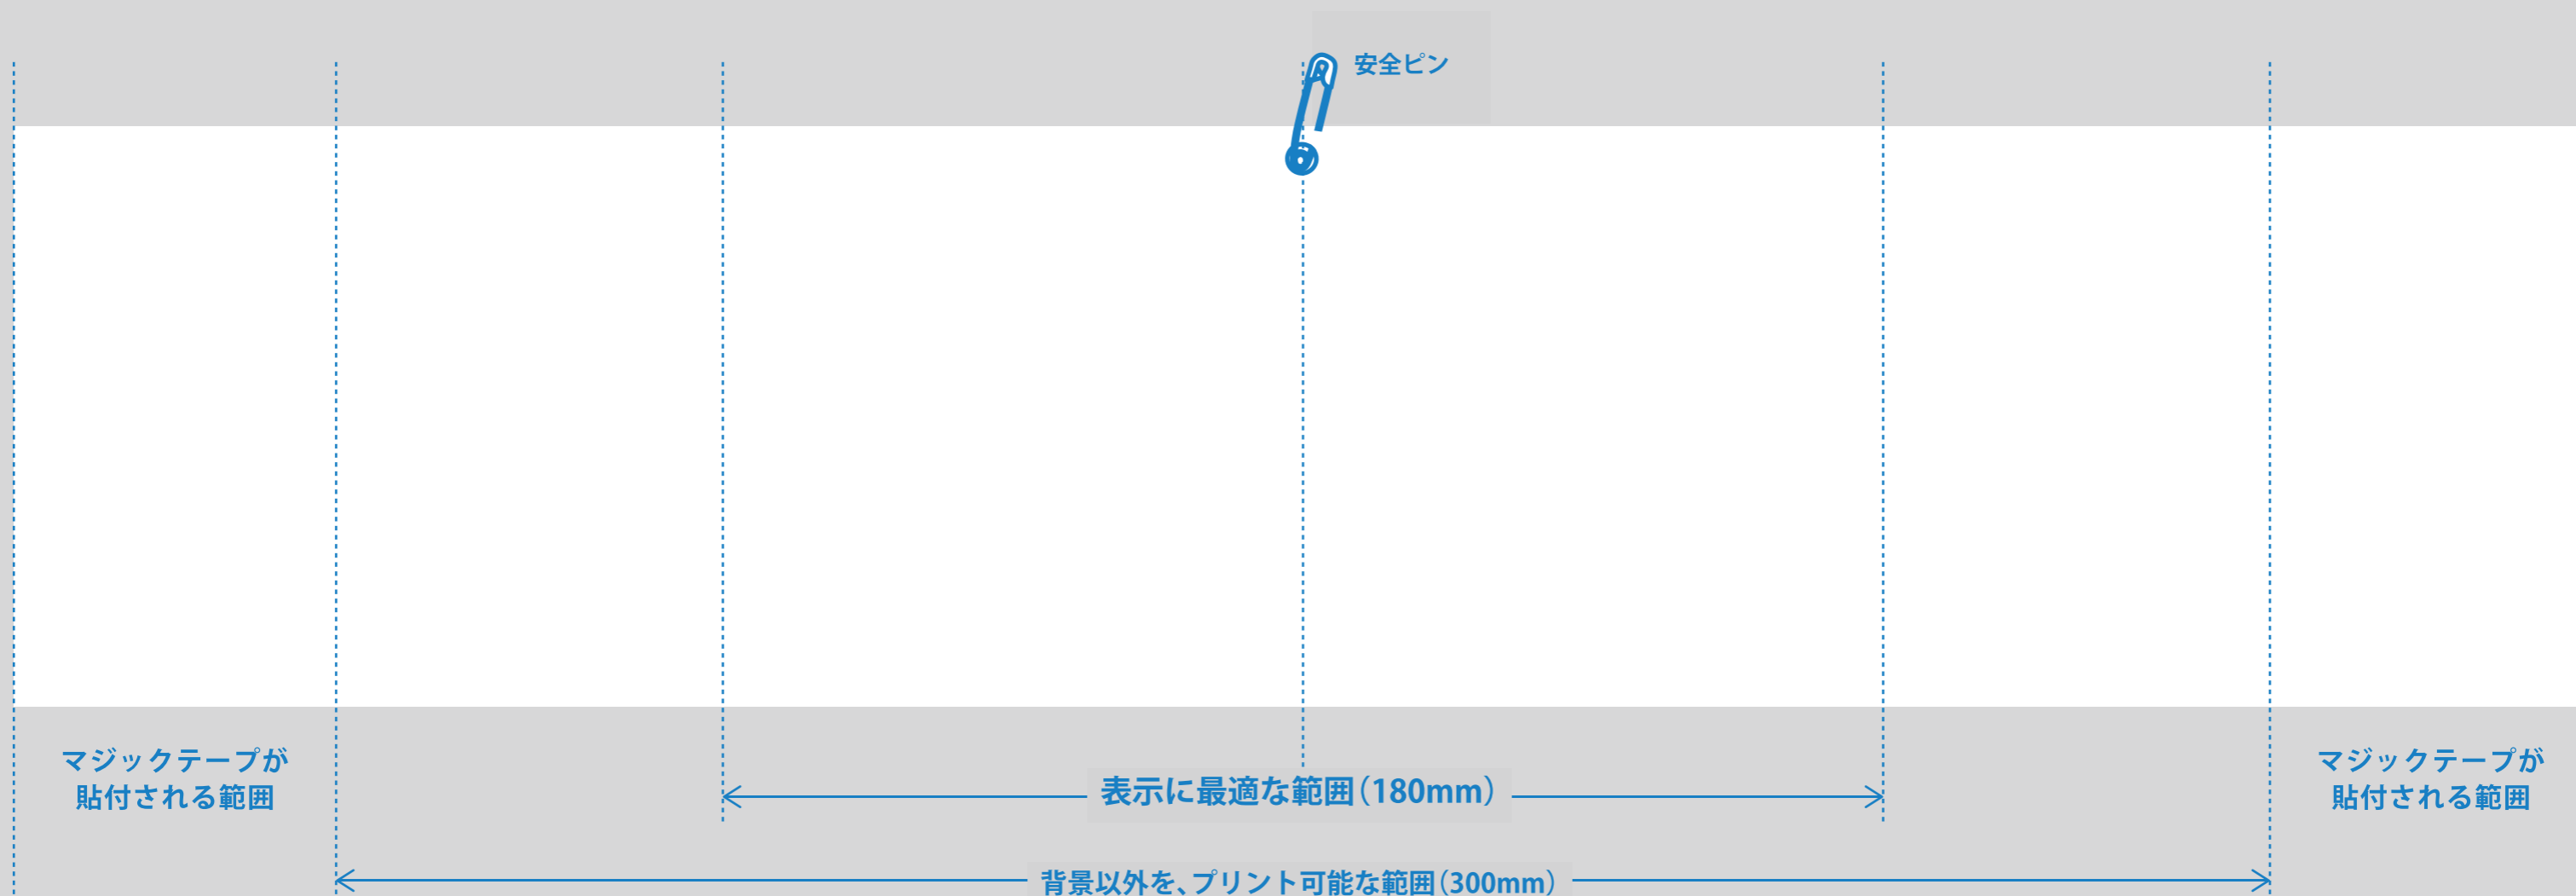 安全ピン
マジックテープが
貼付される範囲
表示に最適な範囲（180mm）
マジックテープが
貼付される範囲
背景以外を、プリント可能な範囲（300mm）